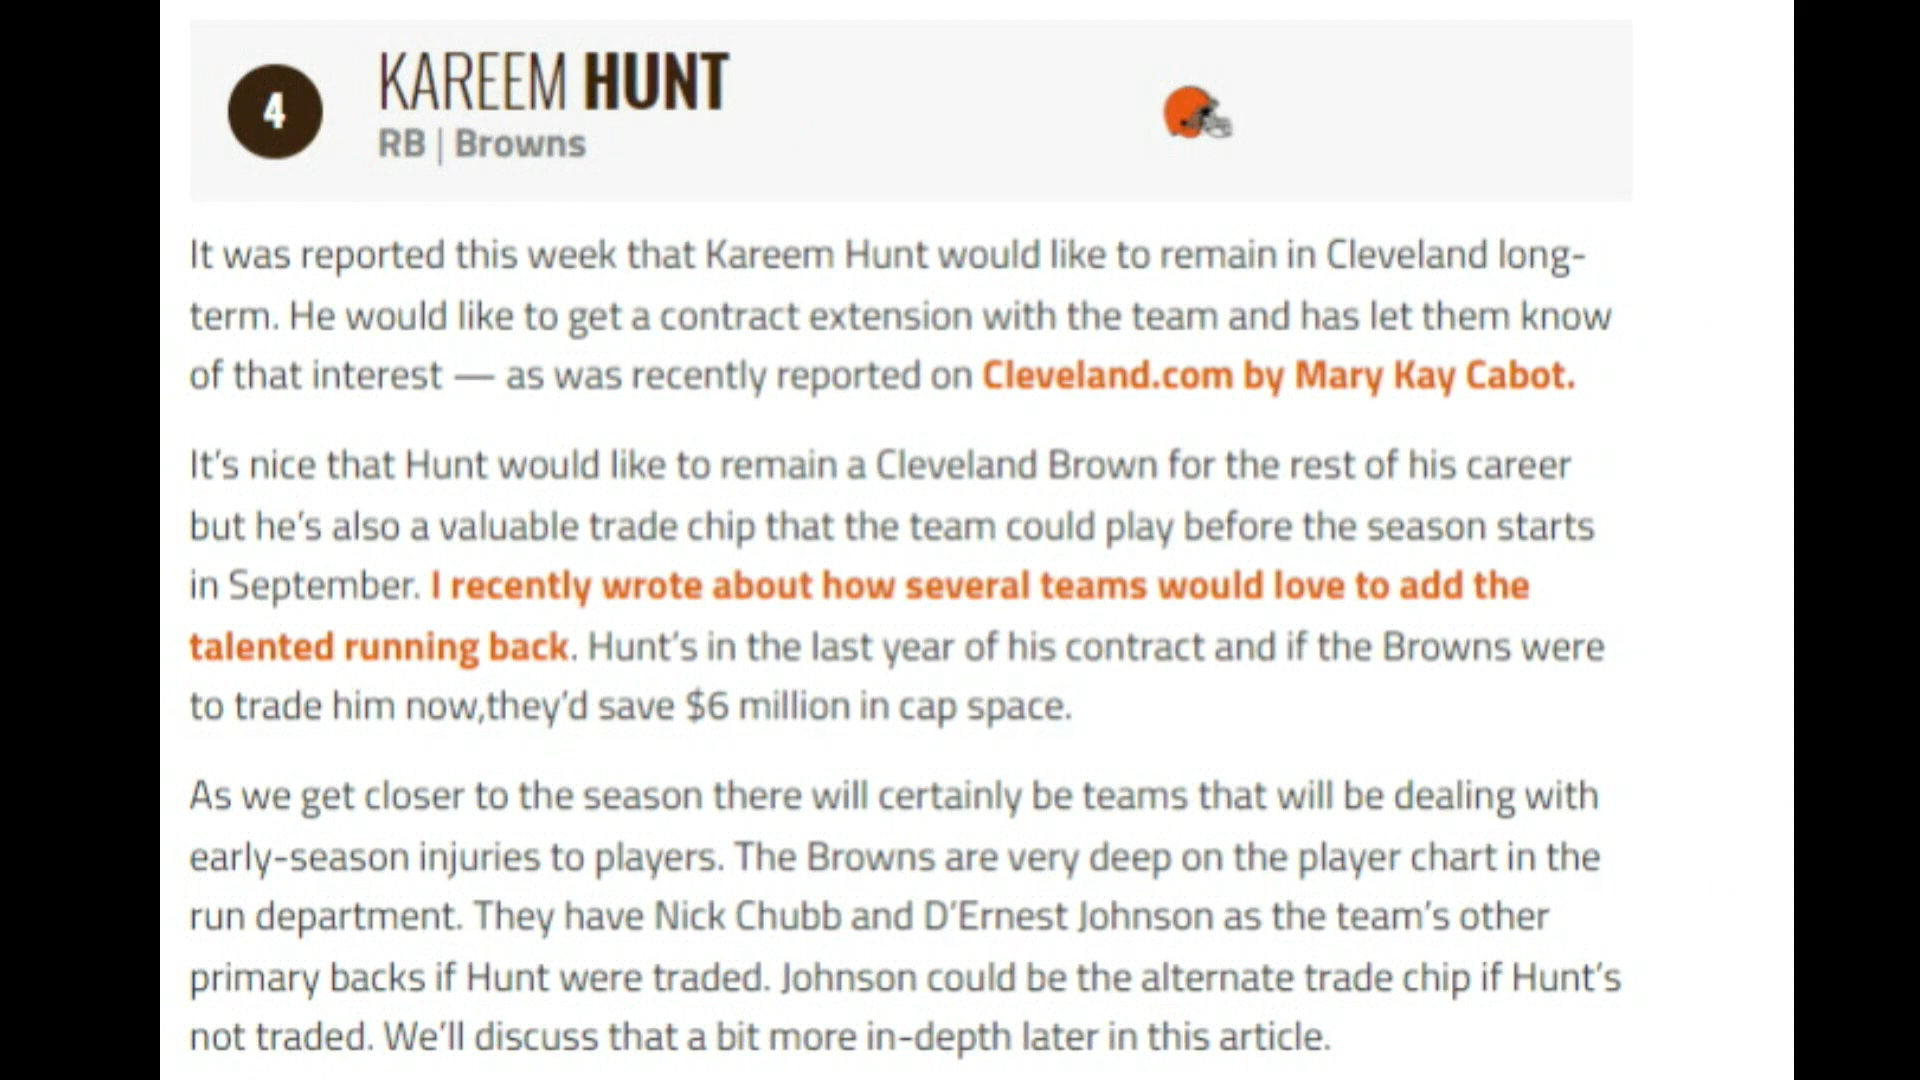 4
KAREEM HUNT
RB | Browns
It was reported this week that Kareem Hunt would like to remain in Cleveland long-
term. He would like to get a contract extension with the team and has let them know
of that interest — as was recently reported on Cleveland.com by Mary Kay Cabot.
It’s nice that Hunt would like to remain a Cleveland Brown for the rest of his career
but he’s also a valuable trade chip that the team could play before the season starts
in September. I recently wrote about how several teams would love to add the
talented running back. Hunt’s in the last year of his contract and if the Browns were
to trade him now,they’d save $6 million in cap space.
As we get closer to the season there will certainly be teams that will be dealing with
early-season injuries to players. The Browns are very deep on the player chart in the
run department. They have Nick Chubb and D’Ernest Johnson as the team’s other
primary backs if Hunt were traded. Johnson could be the alternate trade chip if Hunt’s
not traded. We’ll discuss that a bit more in-depth later in this article.